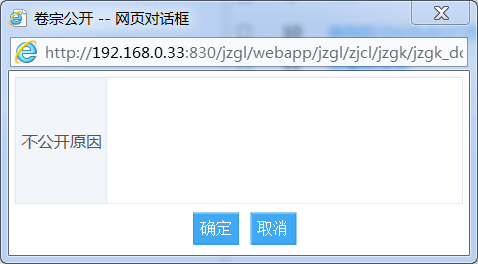 卷宗公开 -- 网页对话框
http://192.168.0.33:830/jzgl/webapp/jzgl/zjcl/jzgk/jzgk_dc
不公开原因
确定 取消